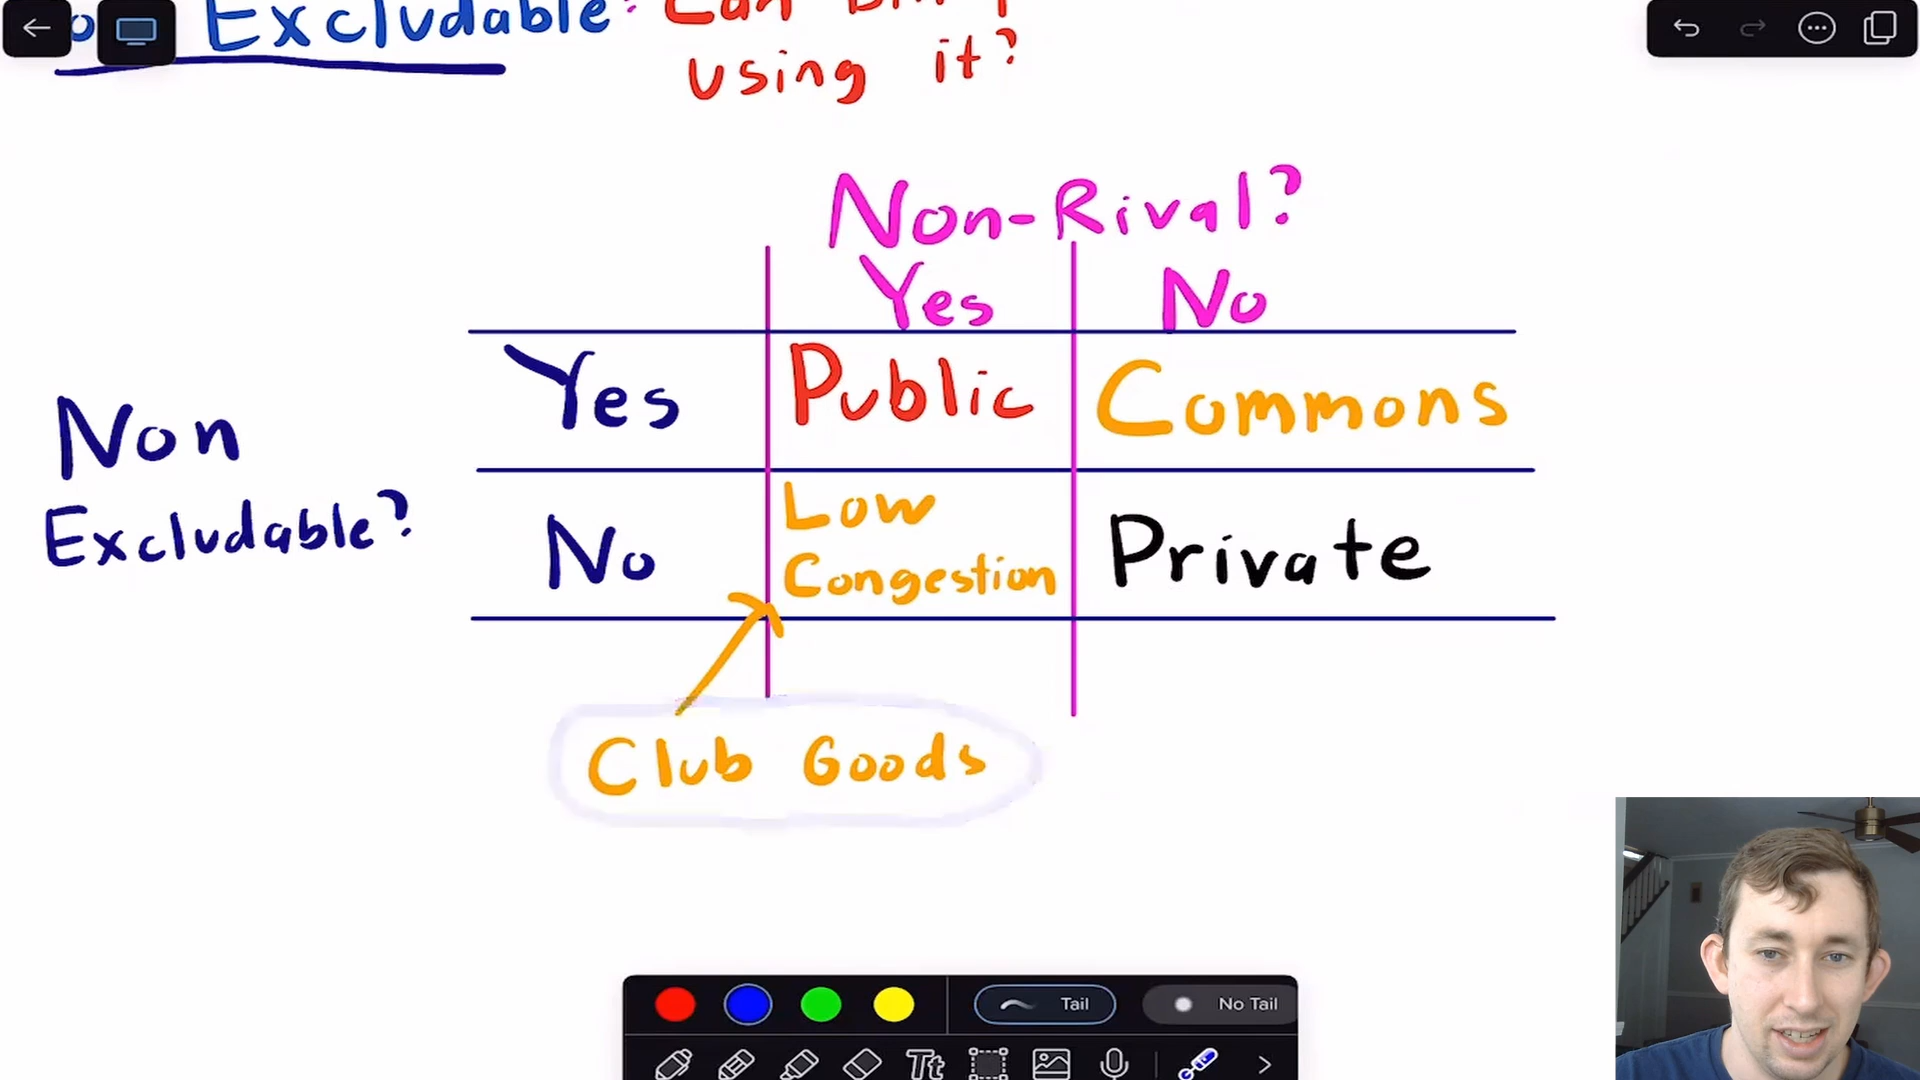 Excludable:
using it?
Non-Rival?
Yes No
Yes Public Commons
Non
Excludable?
No Low
Congestion Private
Club Goods
Tail No Tail
Tt